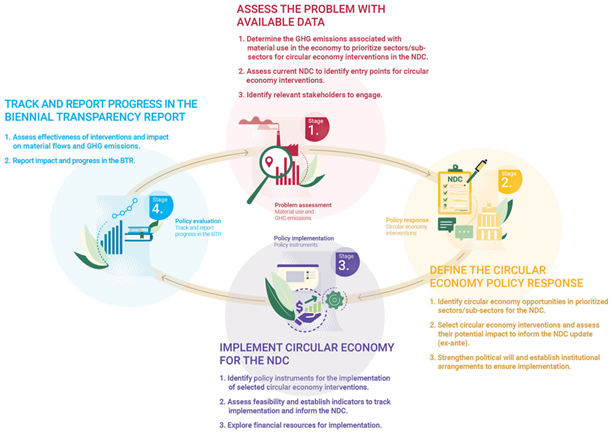 ASSESS THE PROBLEM WITH
AVAILABLE DATA
1. Determine the GHG emissions associated with
material use in the economy to prioritize sectors/sub-
sectors for circular economy interventions in the NDC.
2. Assess current NDC to identify entry points for circular
economy interventions.
3. Identify relevant stakeholders to engage.
Stage
1.
Problem assessment
Material use and
GHG emissions
NDC
Stage
2.
Policy response
Circular economy
interventions
DEFINE THE CIRCULAR
ECONOMY POLICY RESPONSE
1. Identify circular economy opportunities in prioritized
sectors/sub-sectors for the NDC.
2. Select circular economy interventions and assess
their potential impact to inform the NDC update
(ex-ante).
3. Strengthen political will and establish institutional
arrangements to ensure implementation.
Policy implementation
Policy instruments
Stage
3.
IMPLEMENT CIRCULAR ECONOMY
FOR THE NDC
1. Identify policy instruments for the implementation
of selected circular economy interventions.
2. Assess feasibility and establish indicators to track
implementation and inform the NDC.
3. Explore financial resources for implementation.
TRACK AND REPORT PROGRESS IN THE
BIENNIAL TRANSPARENCY REPORT
1. Assess effectiveness of interventions and impact
on material flows and GHG emissions.
2. Report impact and progress in the BTR.
Stage
4.
Policy evaluation
Track and report
progress in the BTR